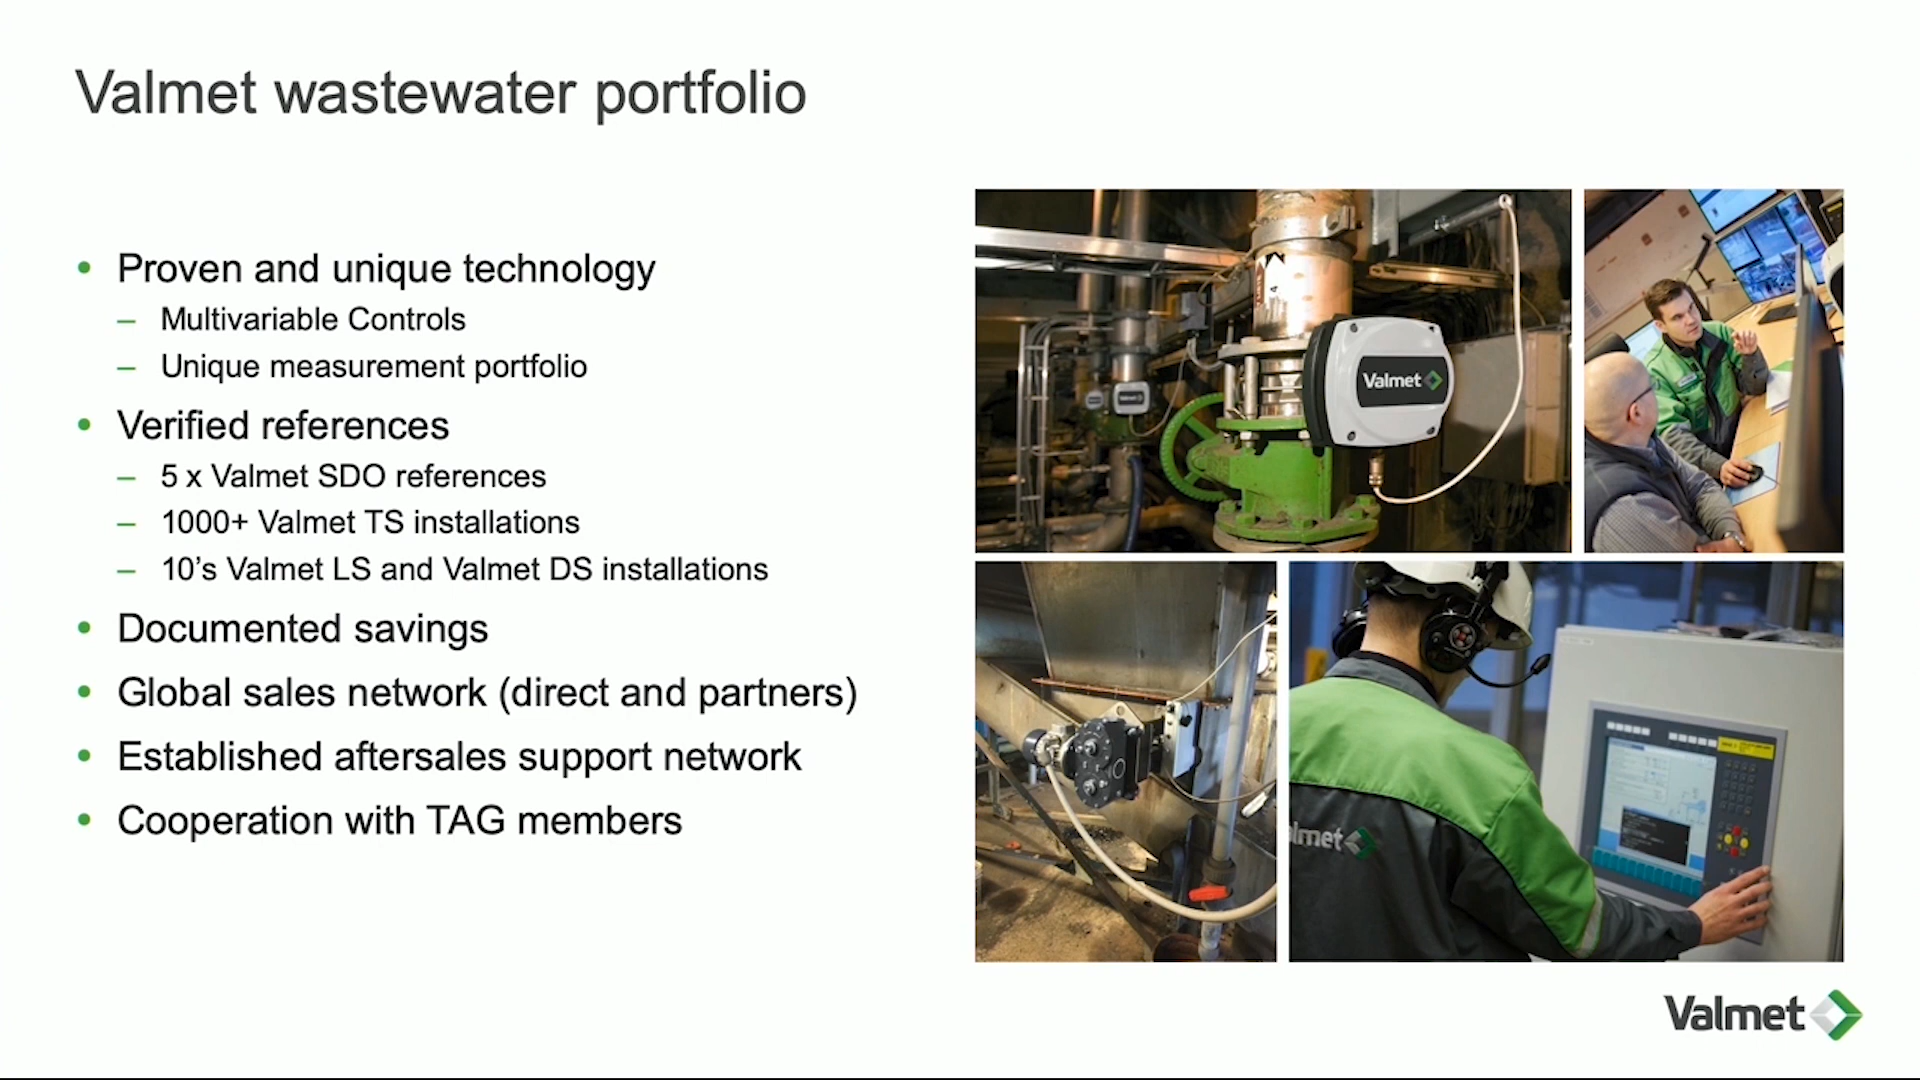 Valmet wastewater portfolio
• Proven and unique technology
– Multivariable Controls
– Unique measurement portfolio
• Verified references
– 5 x Valmet SDO references
– 1000+ Valmet TS installations
– 10’s Valmet LS and Valmet DS installations
• Documented savings
• Global sales network (direct and partners)
• Established aftersales support network
• Cooperation with TAG members
Valmet
almet
Valmet